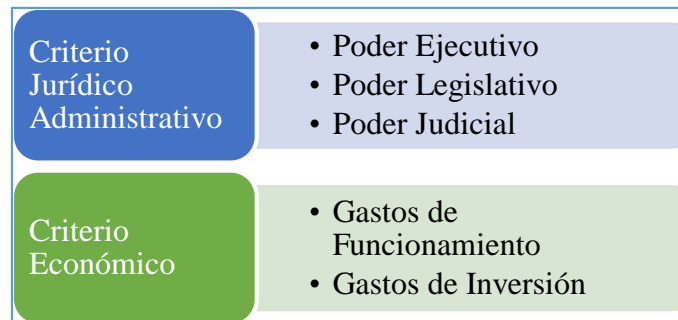 Criterio
Jurídico
Administrativo
• Poder Ejecutivo
• Poder Legislativo
• Poder Judicial
Criterio
Económico
• Gastos de
Funcionamiento
• Gastos de Inversión